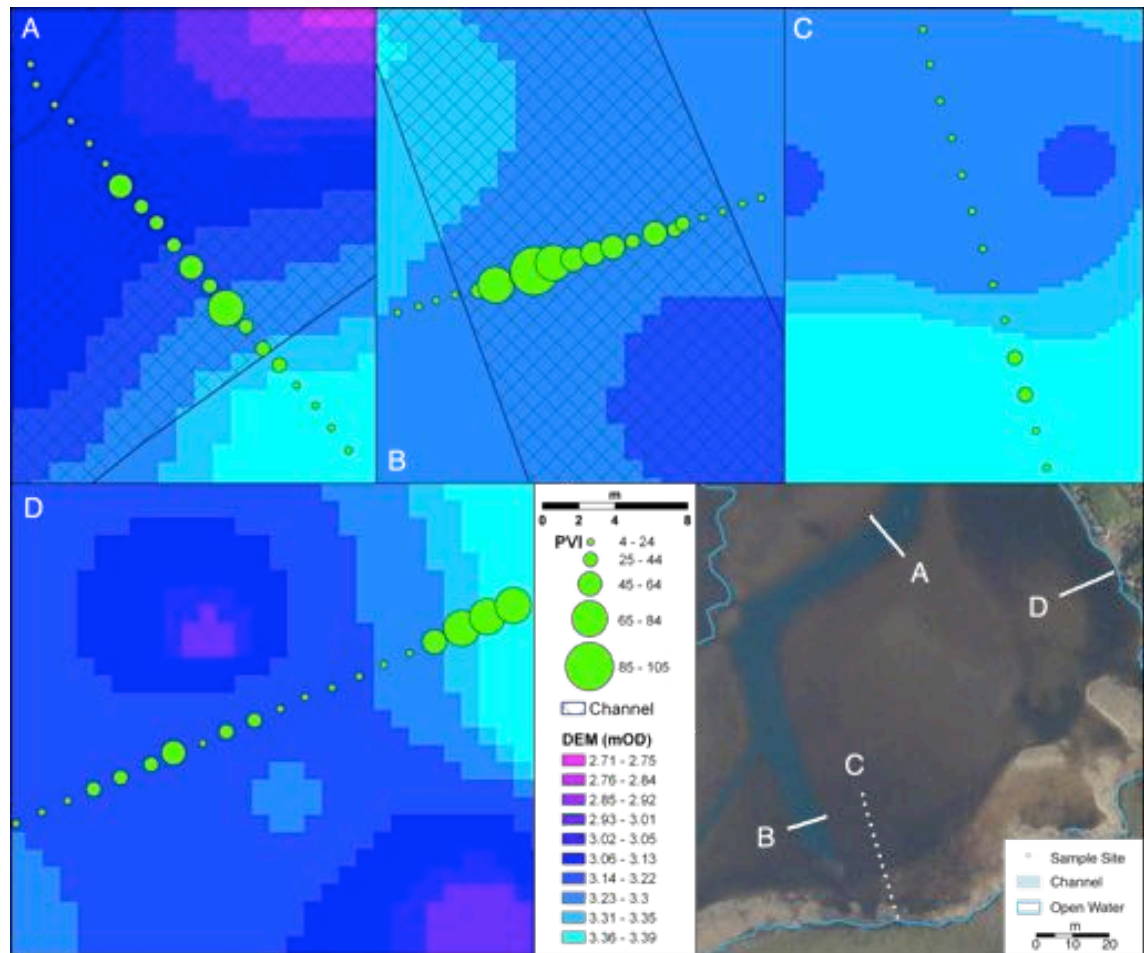 A
B
C
D
m
0 2 4 8
PVI 4 - 24
25 - 44
45 - 64
65 - 84
85 - 105
Channel
DEM (mOD)
2.71 - 2.75
2.76 - 2.84
2.85 - 2.92
2.93 - 3.01
3.02 - 3.05
3.06 - 3.13
3.14 - 3.22
3.23 - 3.3
3.31 - 3.35
3.36 - 3.39
A
D
C
B
Sample Site
Channel
Open Water
m
0 10 20